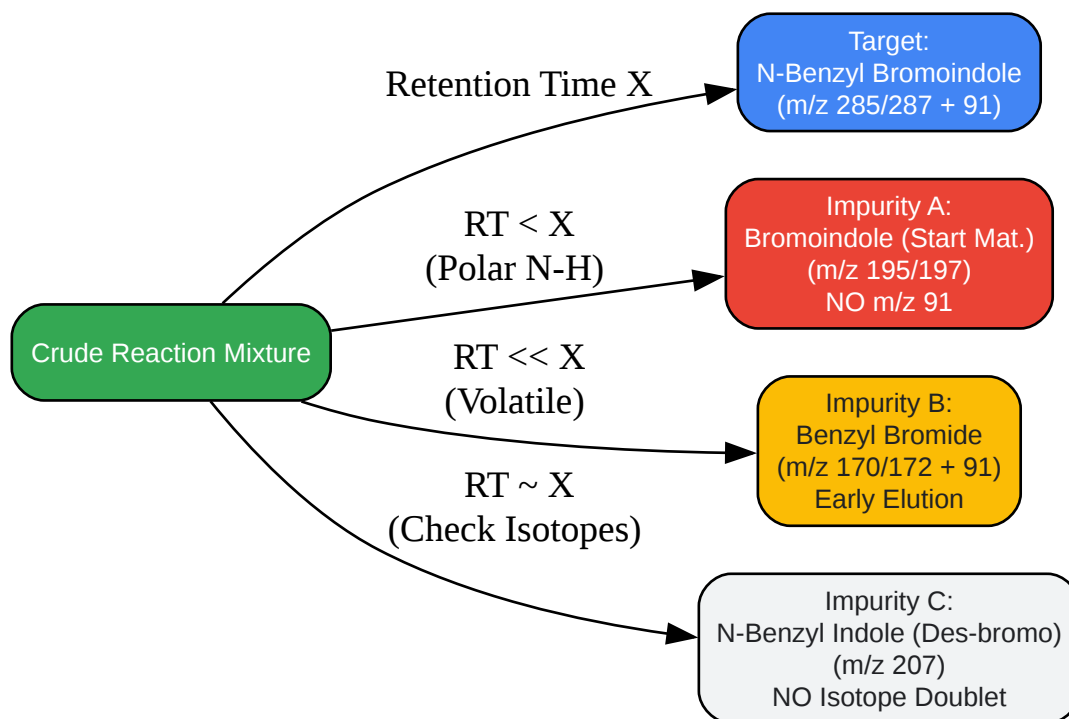 Target:
N-Benzyl Bromoindole
(m/z 285/287 + 91)
Retention Time X
Impurity A:
Bromoindole (Start Mat.)
(m/z 195/197)
NO m/z 91
RT < X
(Polar N-H)
Crude Reaction Mixture
RT << X
(Volatile)
Impurity B:
Benzyl Bromide
(m/z 170/172 + 91)
Early Elution
RT ~ X
(Check Isotopes)
Impurity C:
N-Benzyl Indole (Des-bromo)
(m/z 207)
NO Isotope Doublet